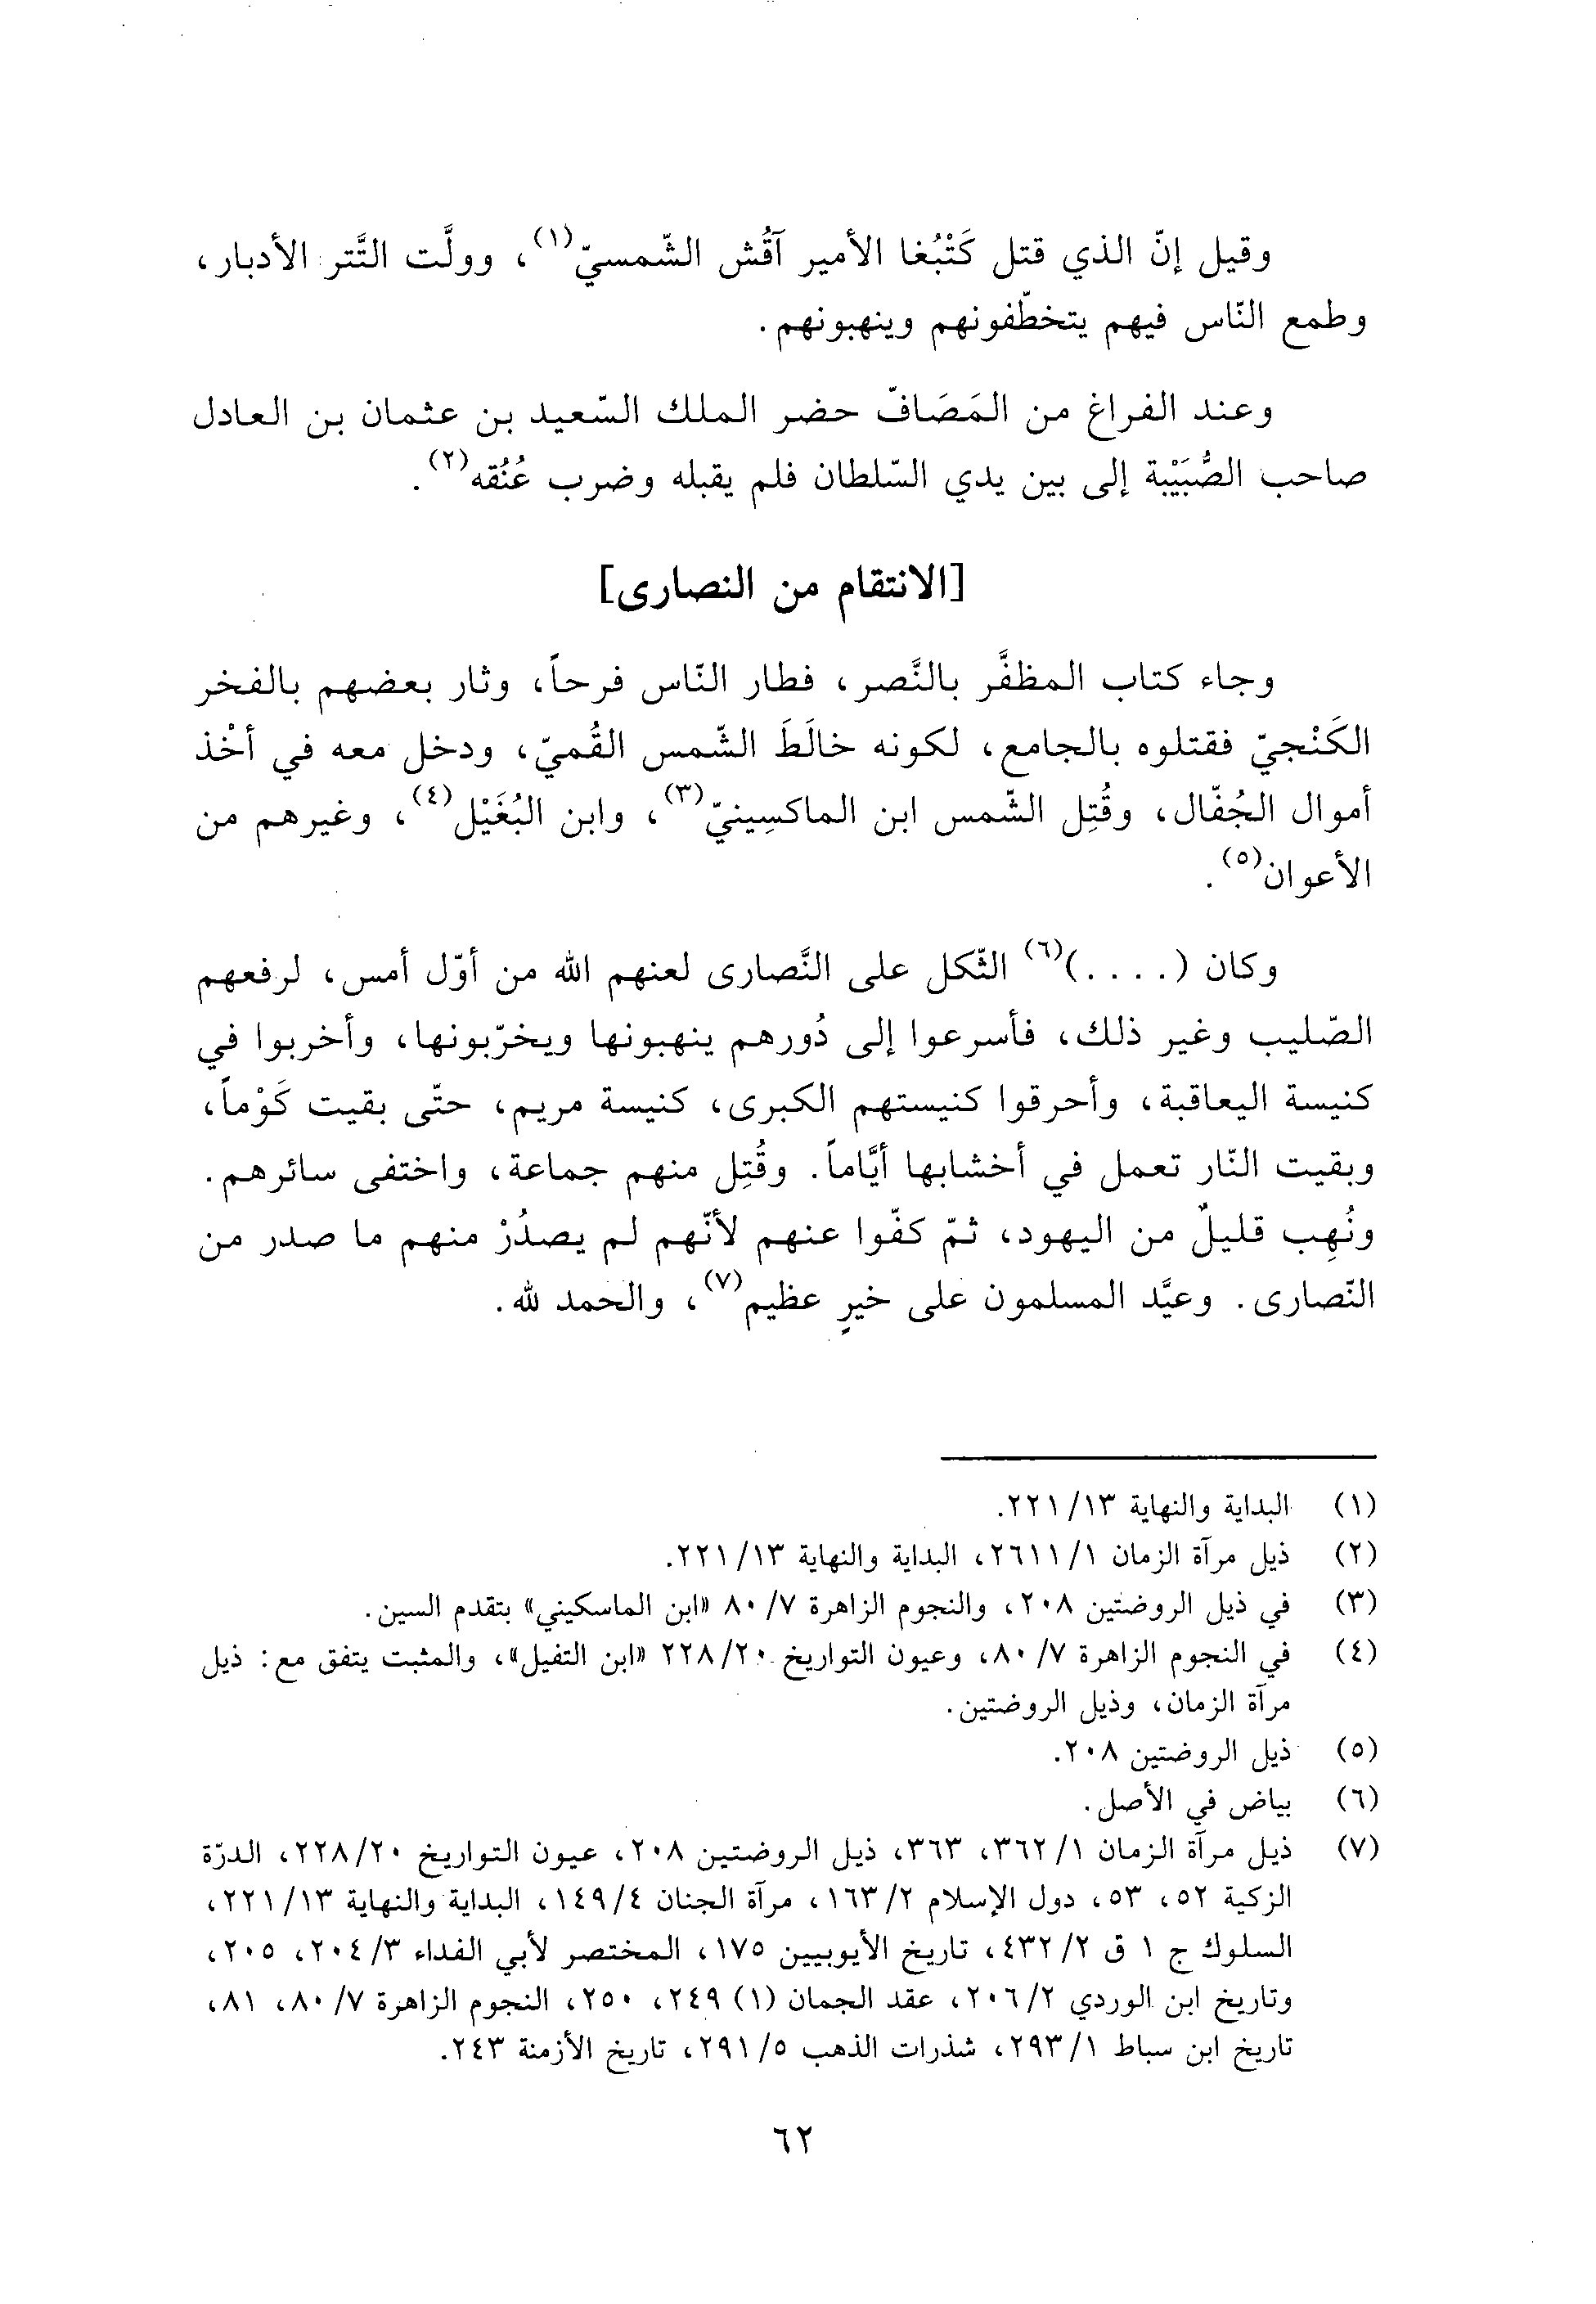 وقيل إنّ الذي قتل كَتْبُغا الأمير آقُش الشّمسيّ(١)، وولَّت التَّتر الأدبار،
وطمع النّاس فيهم يتخطّفونهم وينهبونهم.
وعند الفراغ من المَصَافّ حضر الملك السّعيد بن عثمان بن العادل
صاحب الصُّبَيْبة إلى بين يدي السّلطان فلم يقبله وضرب عُنُقه(٢).
[الانتقام من النصارى]
وجاء كتاب المظفَّر بالنَّصر، فطار النّاس فرحاً، وثار بعضهم بالفخر
الكَنْجيّ فقتلوه بالجامع، لكونه خالَطَ الشّمس القُميّ، ودخل معه في أخْذ
أموال الجُفّال، وقُتِل الشّمس ابن الماكسِينيّ(٣)، وابن البُغَيْل(٤)، وغيرهم من
الأعوان(٥).
وكان (....)(٦) الثّكل على النَّصارى لعنهم الله من أوّل أمس، لرفعهم
الصّليب وغير ذلك، فأسرعوا إلى دُورهم ينهبونها ويخرّبونها، وأخربوا في
كنيسة اليعاقبة، وأحرقوا كنيستهم الكبرى، كنيسة مريم، حتّى بقيت كَوْماً،
وبقيت النّار تعمل في أخشابها أيَّاماً. وقُتِل منهم جماعة، واختفى سائرهم.
ونُهِب قليلٌ من اليهود، ثمّ كفّوا عنهم لأنّهم لم يصدُرْ منهم ما صدر من
النّصارى. وعيَّد المسلمون على خيرٍ عظيم(٧)، والحمد لله.
(١) البداية والنهاية ١٣/ ٢٢١.
(٢) ذيل مرآة الزمان ١/ ٢٦١١، البداية والنهاية ١٣/ ٢٢١.
(٣) في ذيل الروضتين ٢٠٨، والنجوم الزاهرة ٧/ ٨٠ «ابن الماسكيني» بتقدم السين.
(٤) في النجوم الزاهرة ٧/ ٨٠، وعيون التواريخ ٢٠/ ٢٢٨ «ابن التفيل»، والمثبت يتفق مع: ذيل
مرآة الزمان، وذيل الروضتين.
(٥) ذيل الروضتين ٢٠٨.
(٦) بياض في الأصل.
(٧) ذيل مرآة الزمان ١/ ٣٦٢، ٣٦٣، ذيل الروضتين ٢٠٨، عيون التواريخ ٢٠/ ٢٢٨، الدرّة
الزكية ٥٢، ٥٣، دول الإسلام ٢/ ١٦٣، مرآة الجنان ٤/ ١٤٩، البداية والنهاية ١٣/ ٢٢١،
السلوك ج ١ ق ٢/ ٤٣٢، تاريخ الأيوبيين ١٧٥، المختصر لأبي الفداء ٣/ ٢٠٤، ٢٠٥،
وتاريخ ابن الوردي ٢/ ٢٠٦، عقد الجمان (١) ٢٤٩، ٢٥٠، النجوم الزاهرة ٧/ ٨٠، ٨١،
تاريخ ابن سباط ١/ ٢٩٣، شذرات الذهب ٥/ ٢٩١، تاريخ الأزمنة ٢٤٣.
٦٢